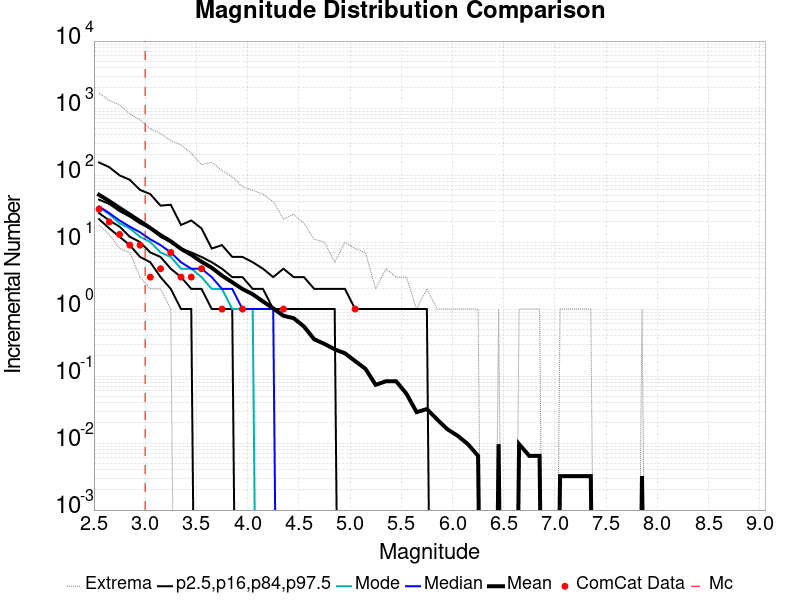 Magnitude Distribution Comparison
10^4
10^3
10^2
10^1
10^0
10^-1
10^-2
10^-3
Incremental Number
2.5 3.0 3.5 4.0 4.5 5.0 5.5 6.0 6.5 7.0 7.5 8.0 8.5 9.0
Magnitude
Extrema p2.5,p16,p84,p97.5 Mode Median Mean ComCat Data Mc